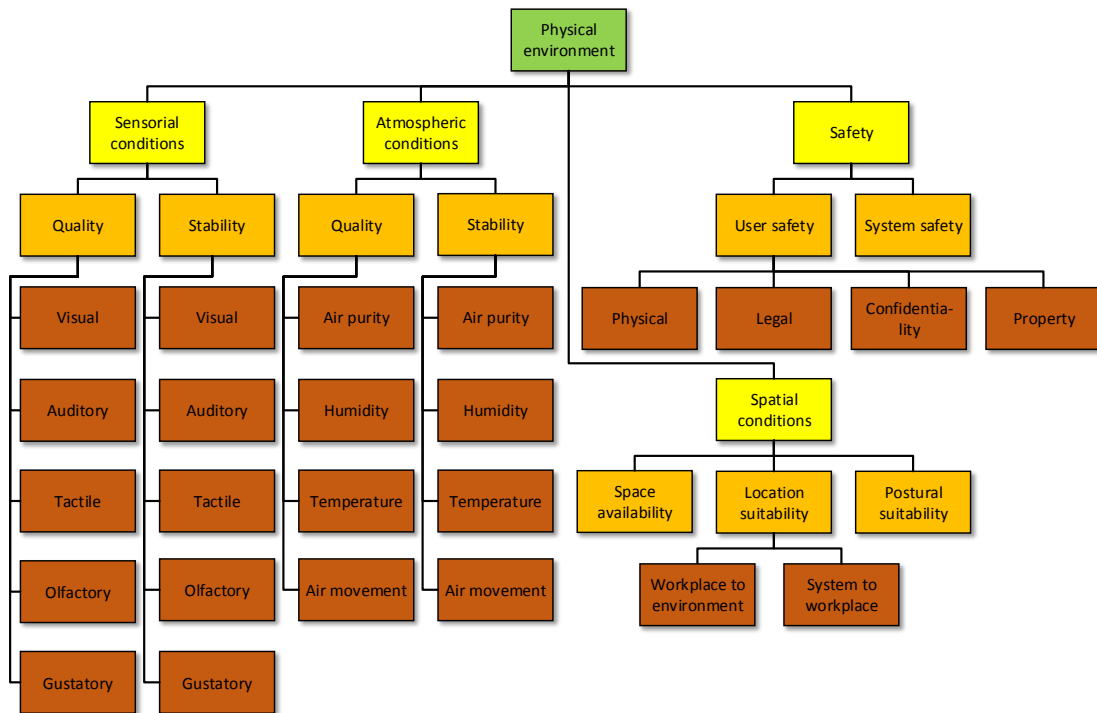 Physical
environment
Sensorial
conditions
Atmospheric
conditions
Safety
Quality
Stability
Quality
Stability
User safety
System safety
Visual
Visual
Air purity
Air purity
Physical
Legal
Confidentia-
lity
Property
Auditory
Auditory
Humidity
Humidity
Spatial
conditions
Tactile
Tactile
Temperature
Temperature
Space
availability
Location
suitability
Postural
suitability
Olfactory
Olfactory
Air movement
Air movement
Workplace to
environment
System to
workplace
Gustatory
Gustatory